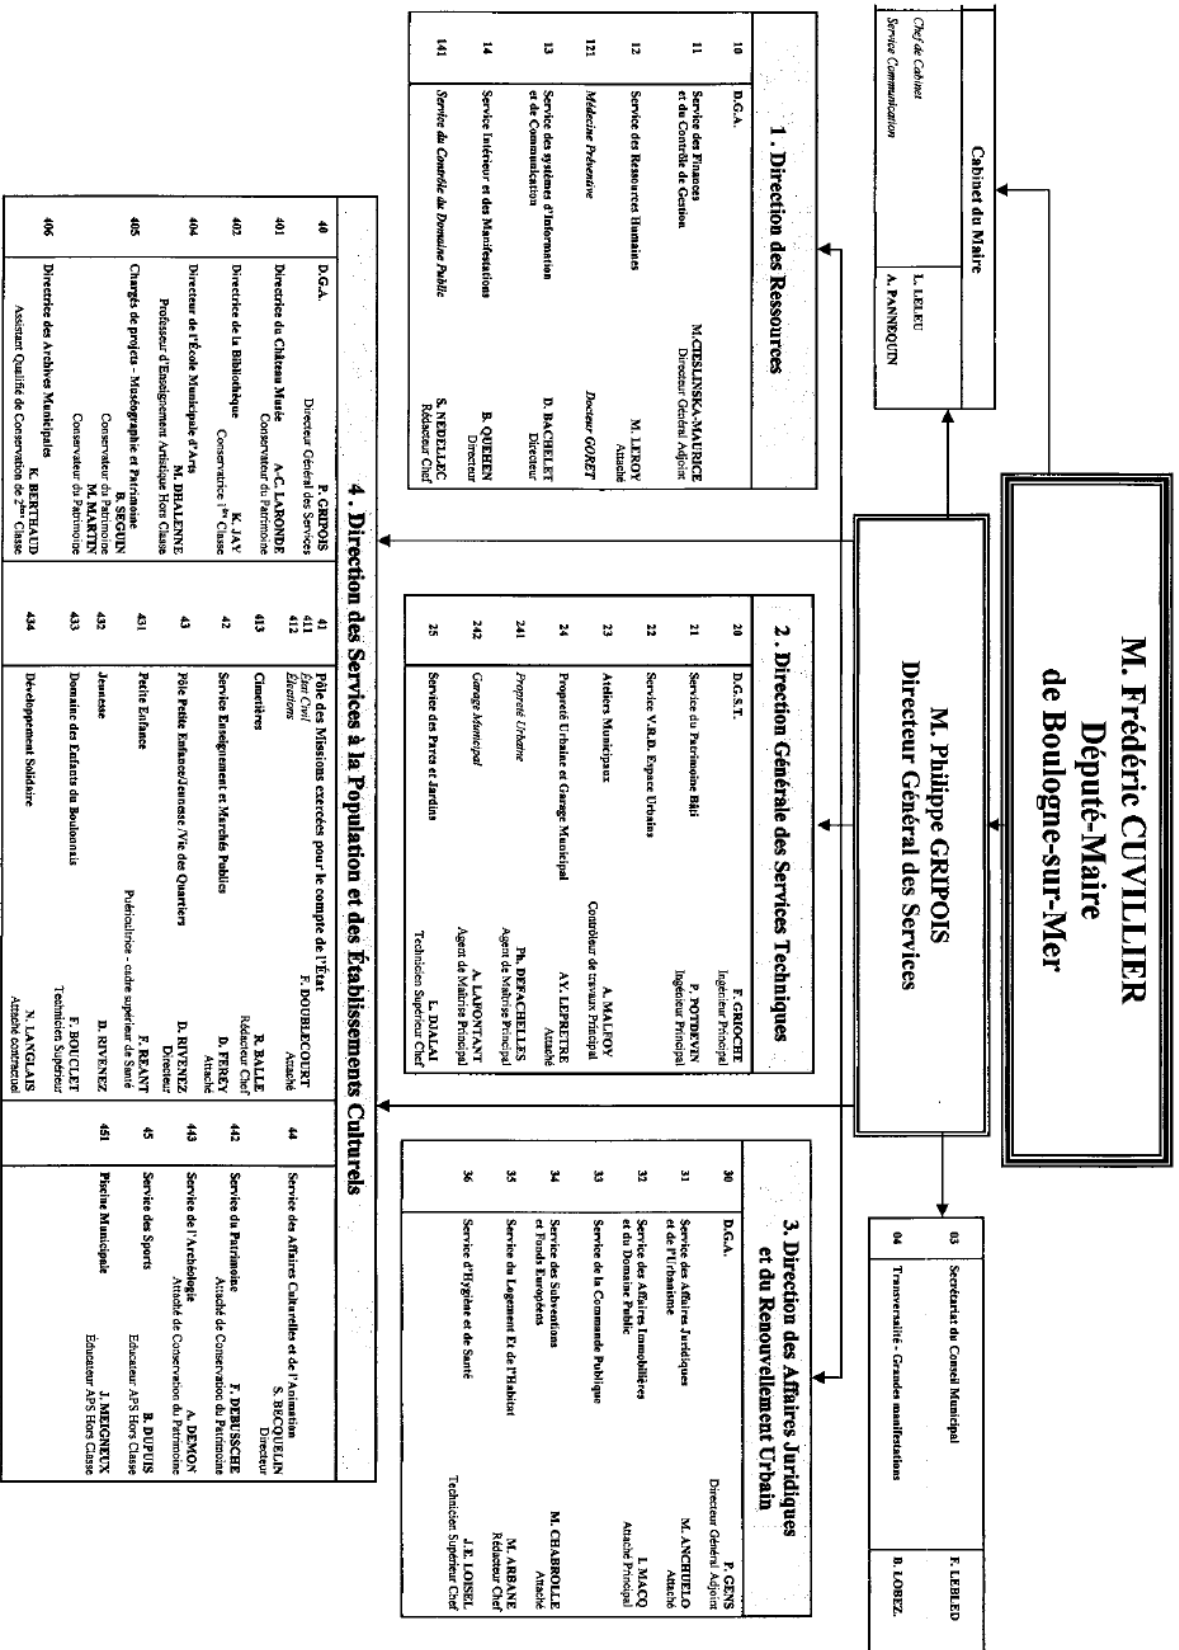 M. Frédéric CUVILLIER
Député-Maire
de Boulogne-sur-Mer
M. Philippe GRIPOIS
Directeur Général des Services
Cabinet du Maire
Chef de Cabinet
L. LELEU
Service Communication
A. PANNEQUIN
03 Secrétariat du Conseil Municipal F. LEBLED
04 Transversalité - Grandes manifestations B. LOBEZ.
1 . Direction des Ressources
10 D.G.A.
M.CIESLINSKA-MAURICE
Directeur Général Adjoint
11 Service des Finances
et du Contrôle de Gestion
12 Service des Ressources Humaines
M. LEROY
Attaché
121 Médecine Préventive
Docteur GORET
13 Service des systèmes d'Information
et de Communication
D. BACHELET
Directeur
14 Service Intérieur et des Manifestations
B. QUEHEN
Directeur
141 Service du Contrôle du Domaine Public
S. NEDELLEC
Rédacteur Chef
2 . Direction Générale des Services Techniques
20 D.G.S.T.
F. GRIOCHE
Ingénieur Principal
21 Service du Patrimoine Bâti
P. POTDEVIN
Ingénieur Principal
22 Service V.R.D. Espace Urbains
23 Ateliers Municipaux
A. MALFOY
Contrôleur de travaux Principal
24 Propreté Urbaine et Garage Municipal
AY. LEPRETRE
Attaché
241 Propreté Urbaine
Ph. DEFACHELLES
Agent de Maîtrise Principal
242 Garage Municipal
A. LAFONTANT
Agent de Maîtrise Principal
25 Service des Parcs et Jardins
L. DJALAI
Technicien Supérieur Chef
3. Direction des Affaires Juridiques
et du Renouvellement Urbain
30 D.G.A.
P. GENS
Directeur Général Adjoint
31 Service des Affaires Juridiques
et de l'Urbanisme
M. ANCHUELO
Attaché
32 Service des Affaires Immobilières
et du Domaine Public
I. MACQ
Attaché Principal
33 Service de la Commande Publique
34 Service des Subventions
et Fonds Européens
M. CHABROLLE
Attaché
35 Service du Logement Et de l'Habitat
M. ARBANE
Rédacteur Chef
36 Service d'Hygiène et de Santé
J.E. LOISEL
Technicien Supérieur Chef
4 . Direction des Services à la Population et des Établissements Culturels
40 D.G.A.
P. GRIPOIS
Directeur Général des Services
401 Directrice du Château Musée
A-C. LARONDE
Conservateur du Patrimoine
402 Directrice de la Bibliothèque
K. JAY
Conservatrice 1ère Classe
404 Directeur de l'École Municipale d'Arts
M. DHALENNE
Professeur d'Enseignement Artistique Hors Classe
405 Chargés de projets - Muséographie et Patrimoine
B. SEGUIN
Conservateur du Patrimoine
M. MARTIN
Conservateur du Patrimoine
406 Directrice des Archives Municipales
K. BERTHAUD
Assistant Qualifié de Conservation de 2ème Classe
41 Pôle des Missions exercées pour le compte de l'État
411 État Civil
F. DOUBLECOURT
412 Élections
Attaché
413 Cimetières
R. BALLE
Rédacteur Chef
42 Service Enseignement et Marchés Publics
D. FEREY
Attaché
43 Pôle Petite Enfance/Jeunesse /Vie des Quartiers
D. RIVENEZ
Directeur
431 Petite Enfance
F. REANT
Puéricultrice - cadre supérieur de Santé
432 Jeunesse
D. RIVENEZ
433 Domaine des Enfants du Boulonnais
F. BOUCLET
Technicien Supérieur
434 Développement Solidaire
N. LANGLAIS
Attaché contractuel
44 Service des Affaires Culturelles et de l'Animation
S. BECQUELIN
Directeur
442 Service du Patrimoine
F. DEBUSSCHE
Attaché de Conservation du Patrimoine
443 Service de l'Archéologie
A. DEMON
Attaché de Conservation du Patrimoine
45 Service des Sports
B. DUPUIS
Educateur APS Hors Classe
451 Piscine Municipale
J. MEIGNEUX
Éducateur APS Hors Classe